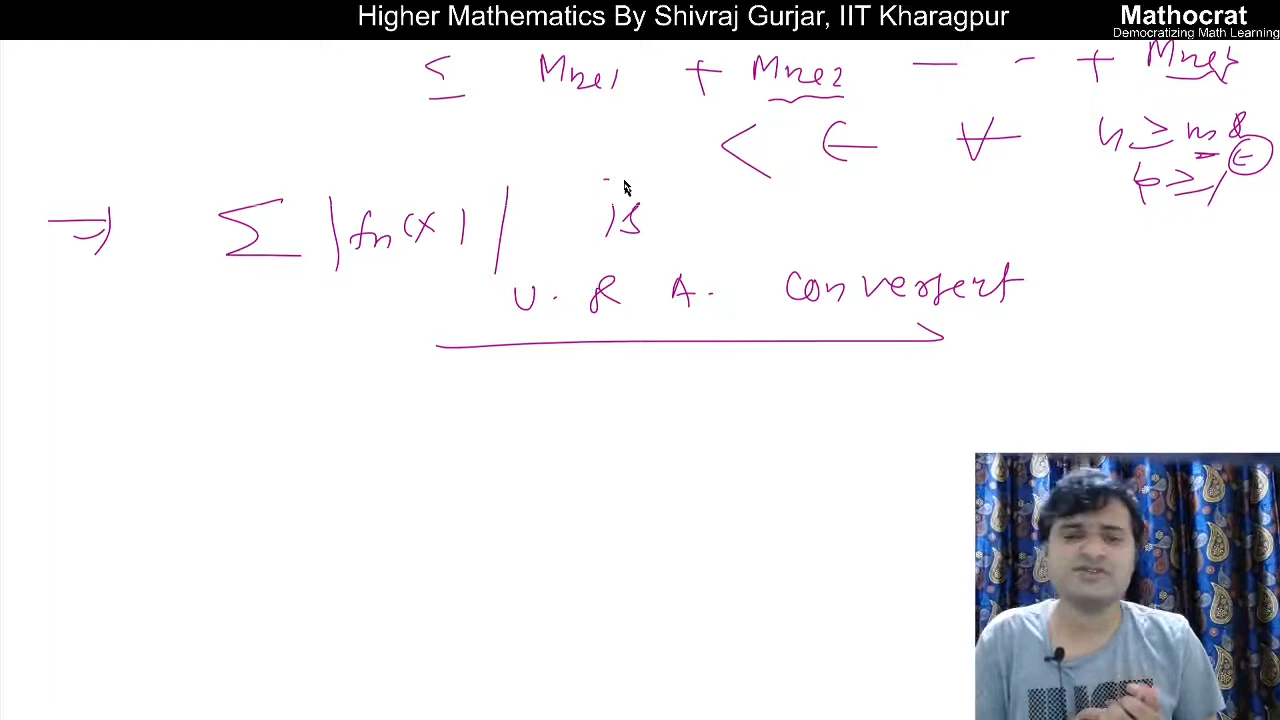 Higher Mathematics By Shivraj Gurjar, IIT Kharagpur
Mathocrat
Democratizing Math Learning
≤ Mn+1 + Mn+2 - - + Mn+p
< ∈ ∀ n ≥ m &
∈
p ≥ 1
⇒ Σ |fn(x)| is
U. & A. convergent